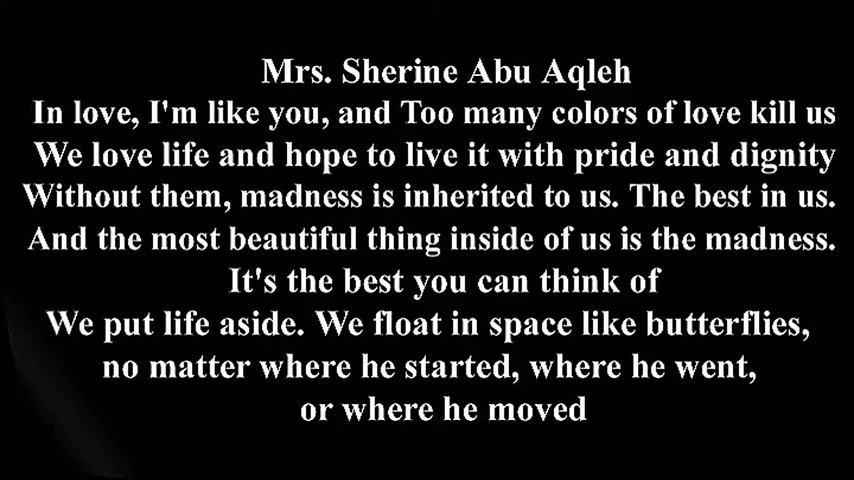 Mrs. Sherine Abu Aqleh
In love, I'm like you, and Too many colors of love kill us
We love life and hope to live it with pride and dignity
Without them, madness is inherited to us. The best in us.
And the most beautiful thing inside of us is the madness.
It's the best you can think of
We put life aside. We float in space like butterflies,
no matter where he started, where he went,
or where he moved